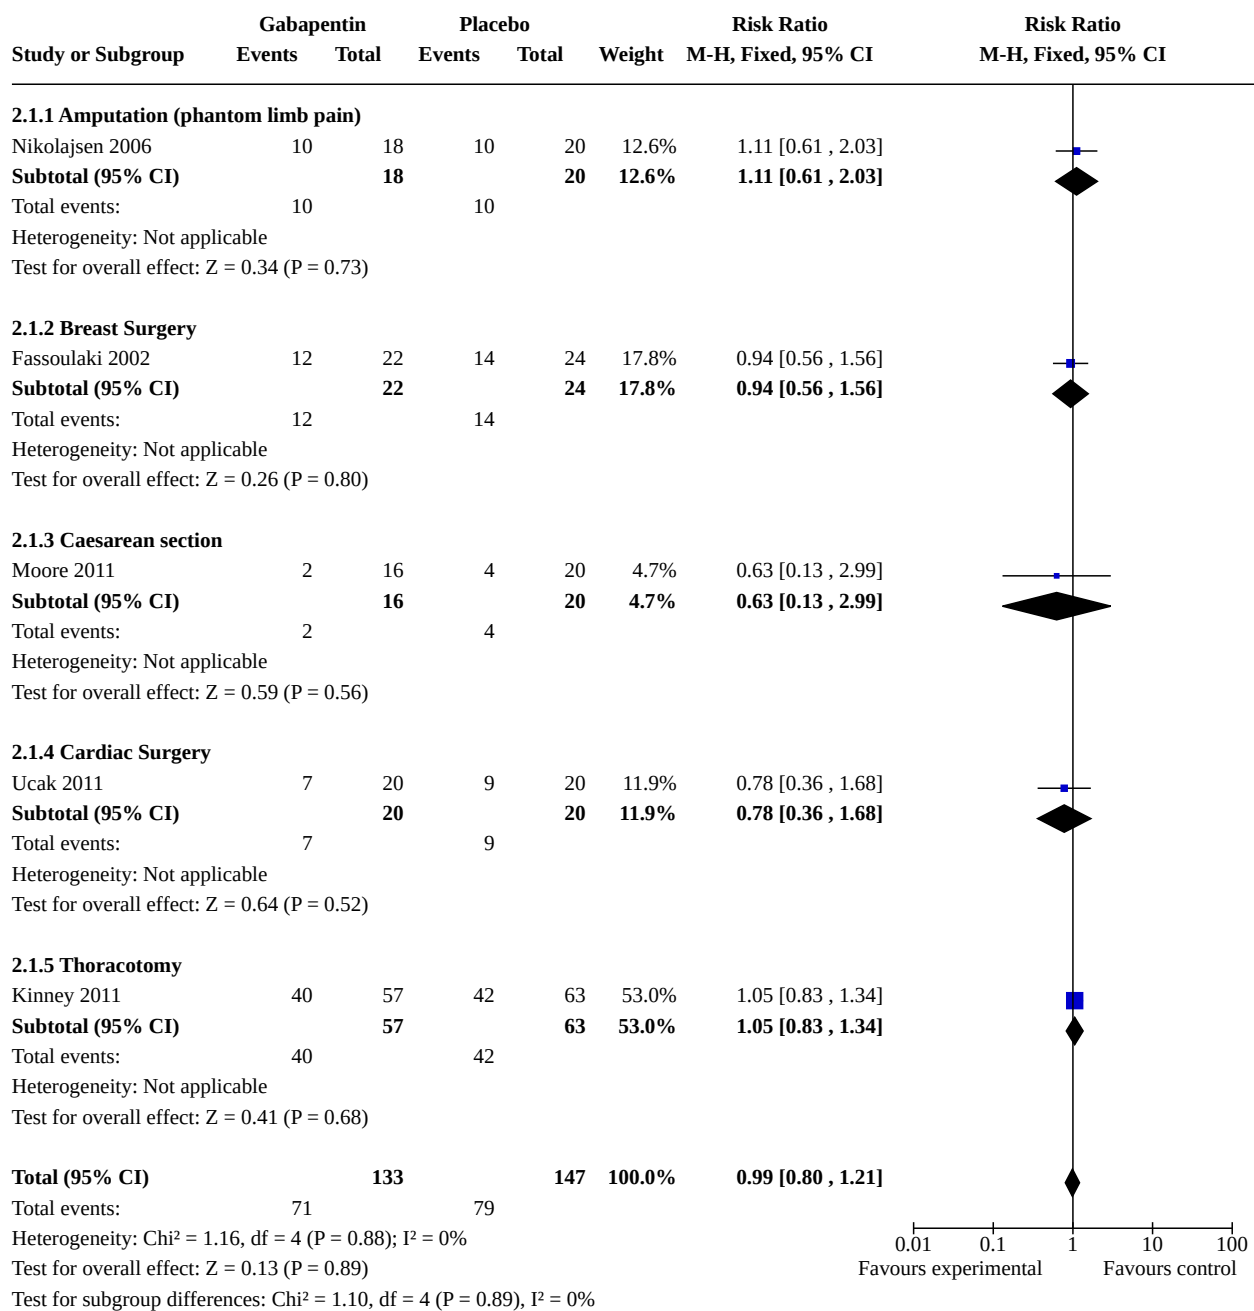 Gabapentin Placebo Risk Ratio Risk Ratio
Study or Subgroup Events Total Events Total Weight M-H, Fixed, 95% CI M-H, Fixed, 95% CI
2.1.1 Amputation (phantom limb pain)
Nikolajsen 2006 10 18 10 20 12.6% 1.11 [0.61 , 2.03]
Subtotal (95% CI) 18 20 12.6% 1.11 [0.61 , 2.03]
Total events: 10 10
Heterogeneity: Not applicable
Test for overall effect: Z = 0.34 (P = 0.73)
2.1.2 Breast Surgery
Fassoulaki 2002 12 22 14 24 17.8% 0.94 [0.56 , 1.56]
Subtotal (95% CI) 22 24 17.8% 0.94 [0.56 , 1.56]
Total events: 12 14
Heterogeneity: Not applicable
Test for overall effect: Z = 0.26 (P = 0.80)
2.1.3 Caesarean section
Moore 2011 2 16 4 20 4.7% 0.63 [0.13 , 2.99]
Subtotal (95% CI) 16 20 4.7% 0.63 [0.13 , 2.99]
Total events: 2 4
Heterogeneity: Not applicable
Test for overall effect: Z = 0.59 (P = 0.56)
2.1.4 Cardiac Surgery
Ucak 2011 7 20 9 20 11.9% 0.78 [0.36 , 1.68]
Subtotal (95% CI) 20 20 11.9% 0.78 [0.36 , 1.68]
Total events: 7 9
Heterogeneity: Not applicable
Test for overall effect: Z = 0.64 (P = 0.52)
2.1.5 Thoracotomy
Kinney 2011 40 57 42 63 53.0% 1.05 [0.83 , 1.34]
Subtotal (95% CI) 57 63 53.0% 1.05 [0.83 , 1.34]
Total events: 40 42
Heterogeneity: Not applicable
Test for overall effect: Z = 0.41 (P = 0.68)
Total (95% CI) 133 147 100.0% 0.99 [0.80 , 1.21]
Total events: 71 79
Heterogeneity: Chi² = 1.16, df = 4 (P = 0.88); I² = 0%
0.01 0.1 1 10 100
Test for overall effect: Z = 0.13 (P = 0.89)
Favours experimental Favours control
Test for subgroup differences: Chi² = 1.10, df = 4 (P = 0.89), I² = 0%